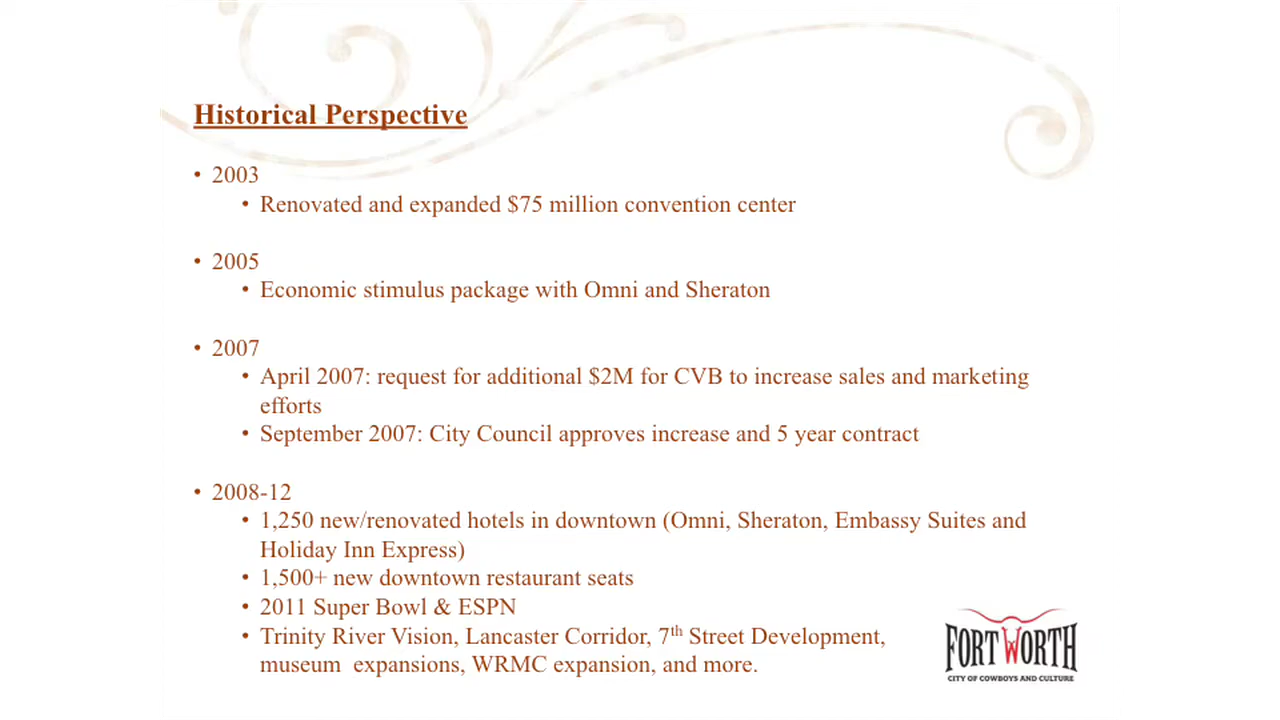 Historical Perspective
• 2003
• Renovated and expanded $75 million convention center
• 2005
• Economic stimulus package with Omni and Sheraton
• 2007
• April 2007: request for additional $2M for CVB to increase sales and marketing
efforts
• September 2007: City Council approves increase and 5 year contract
• 2008-12
• 1,250 new/renovated hotels in downtown (Omni, Sheraton, Embassy Suites and
Holiday Inn Express)
• 1,500+ new downtown restaurant seats
• 2011 Super Bowl & ESPN
• Trinity River Vision, Lancaster Corridor, 7th Street Development,
museum  expansions, WRMC expansion, and more.
FORT WORTH
CITY OF COWBOYS AND CULTURE